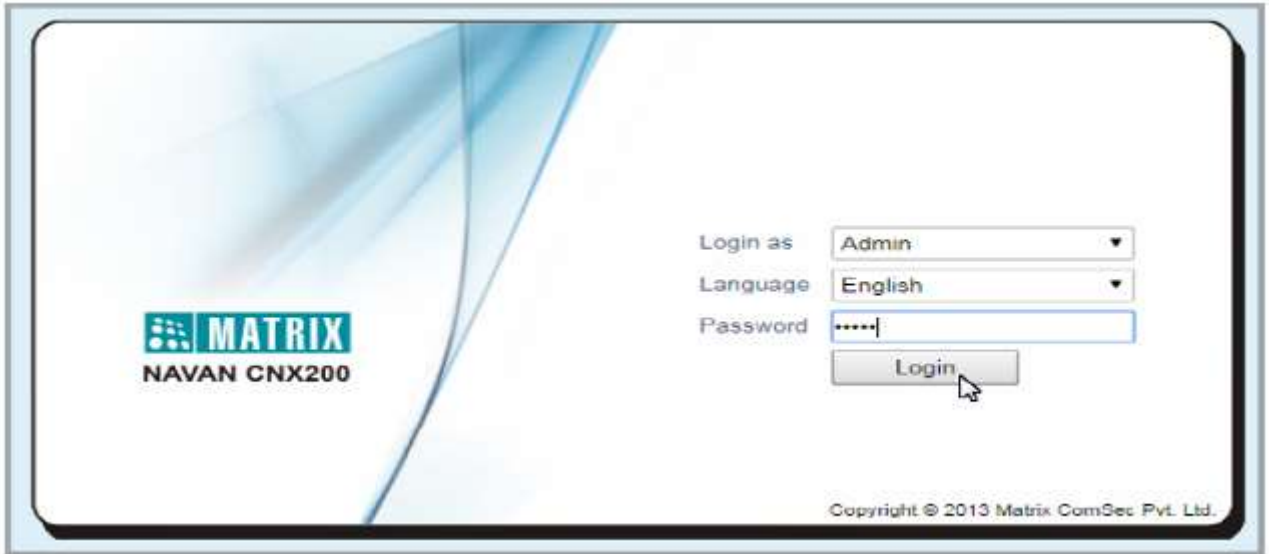 Login as Admin
Language English
Password •••••
MATRIX
Login
NAVAN CNX200
Copyright © 2013 Matrix ComSec Pvt. Ltd.